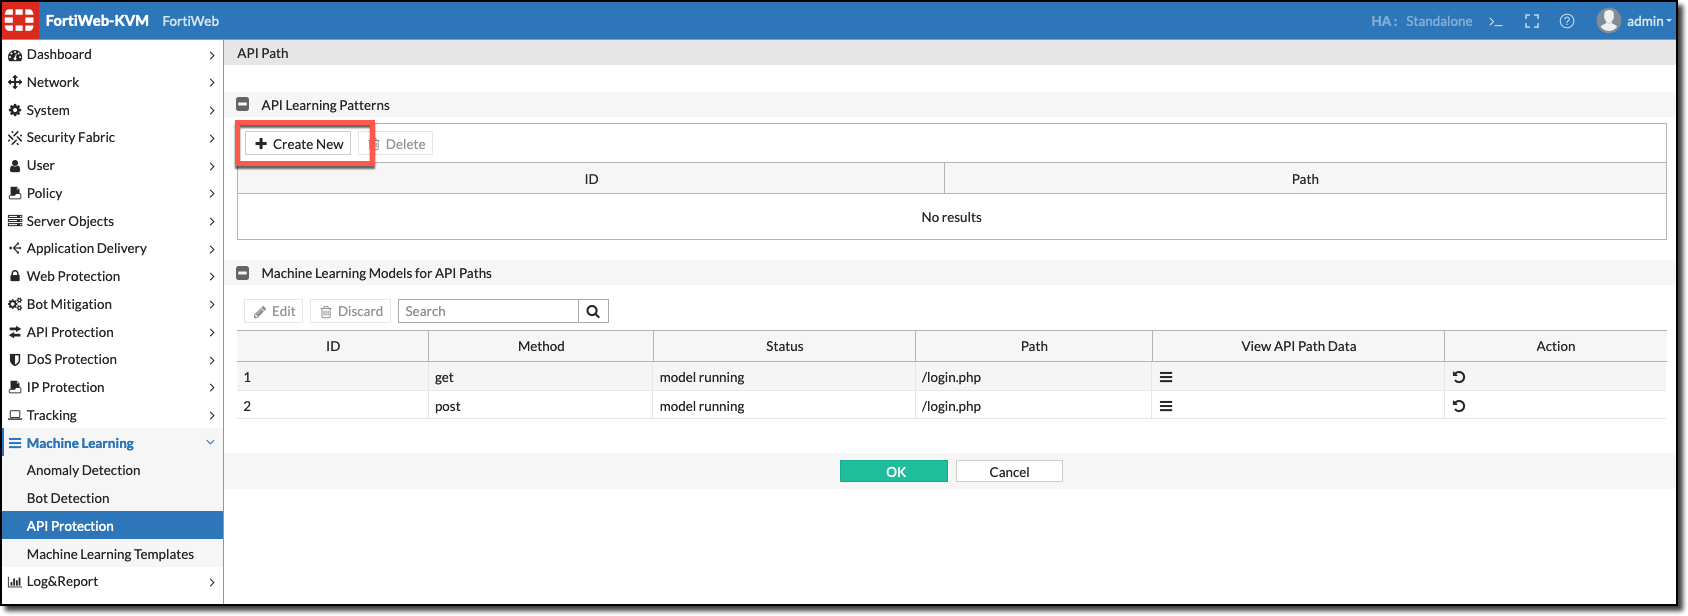 FortiWeb-KVM FortiWeb HA: Standalone >_ admin
Dashboard
Network
System
Security Fabric
User
Policy
Server Objects
Application Delivery
Web Protection
Bot Mitigation
API Protection
DoS Protection
IP Protection
Tracking
Machine Learning
Anomaly Detection
Bot Detection
API Protection
Machine Learning Templates
Log&Report
API Path
API Learning Patterns
Create New Delete
ID Path
No results
Machine Learning Models for API Paths
Edit Discard Search
ID Method Status Path View API Path Data Action
1 get model running /login.php
2 post model running /login.php
OK Cancel